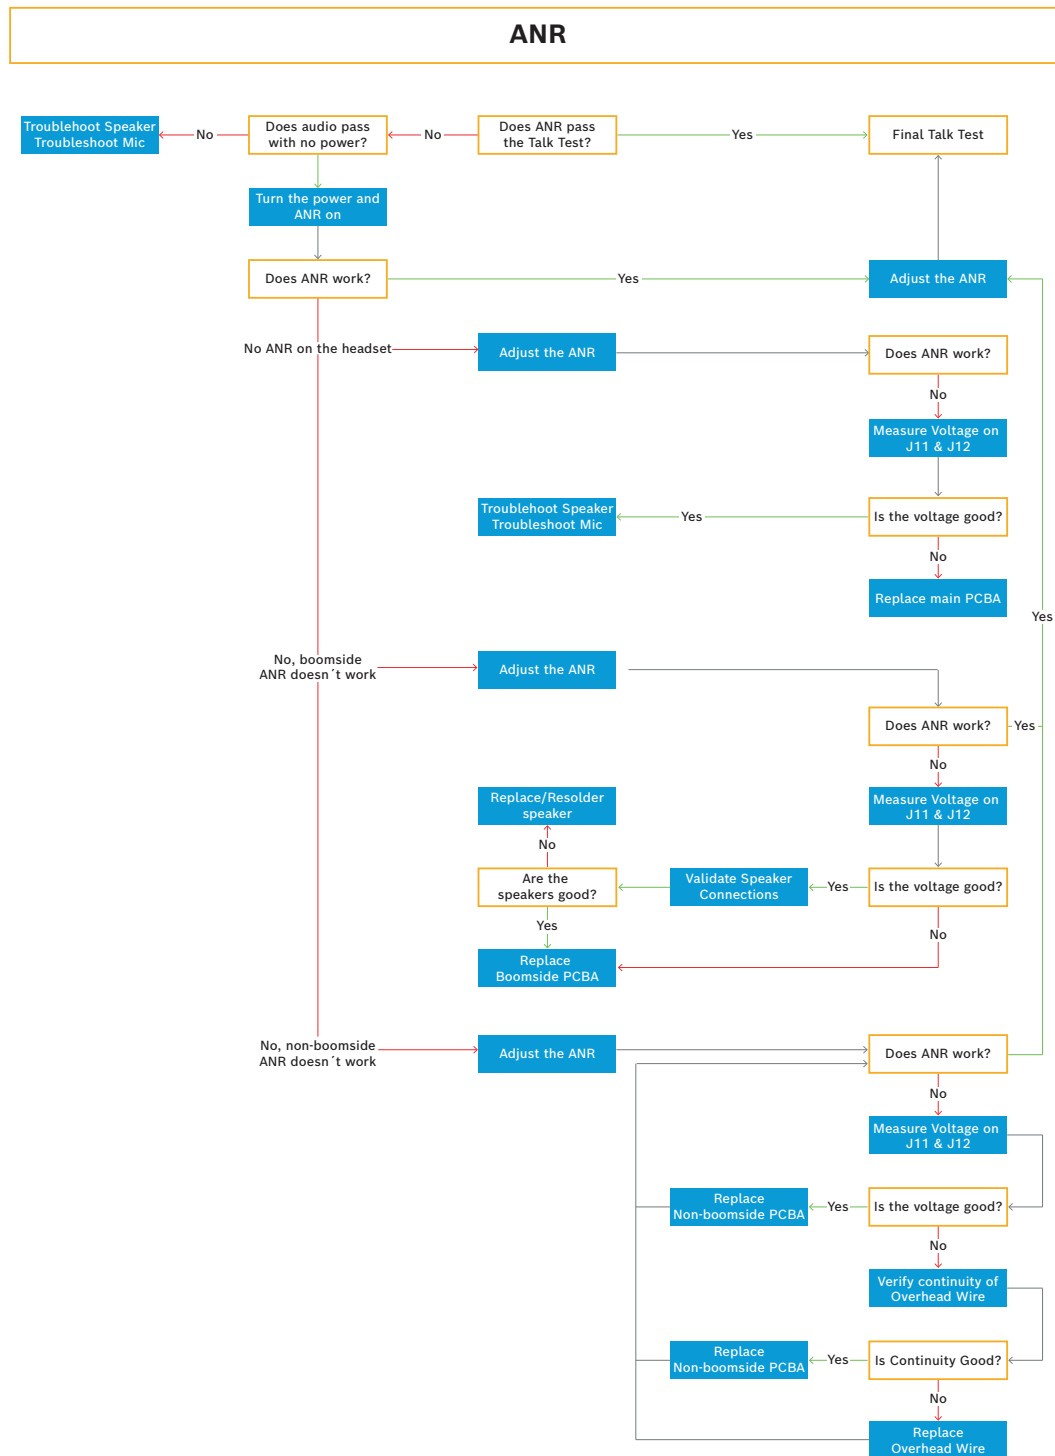 ANR
Troublehoot Speaker
Troubleshoot Mic
No
Does audio pass
with no power?
No
Does ANR pass
the Talk Test?
Yes
Final Talk Test
Turn the power and
ANR on
Does ANR work?
Yes
Adjust the ANR
No ANR on the headset
Adjust the ANR
Does ANR work?
No
Measure Voltage on
J11 & J12
Troublehoot Speaker
Troubleshoot Mic
Yes
Is the voltage good?
No
Replace main PCBA
Yes
No, boomside
ANR doesn´t work
Adjust the ANR
Does ANR work?
Yes
No
Replace/Resolder
speaker
Measure Voltage on
J11 & J12
No
Are the
speakers good?
Validate Speaker
Connections
Yes
Is the voltage good?
Yes
No
Replace
Boomside PCBA
No, non-boomside
ANR doesn´t work
Adjust the ANR
Does ANR work?
No
Measure Voltage on
J11 & J12
Replace
Non-boomside PCBA
Yes
Is the voltage good?
No
Verify continuity of
Overhead Wire
Replace
Non-boomside PCBA
Yes
Is Continuity Good?
No
Replace
Overhead Wire